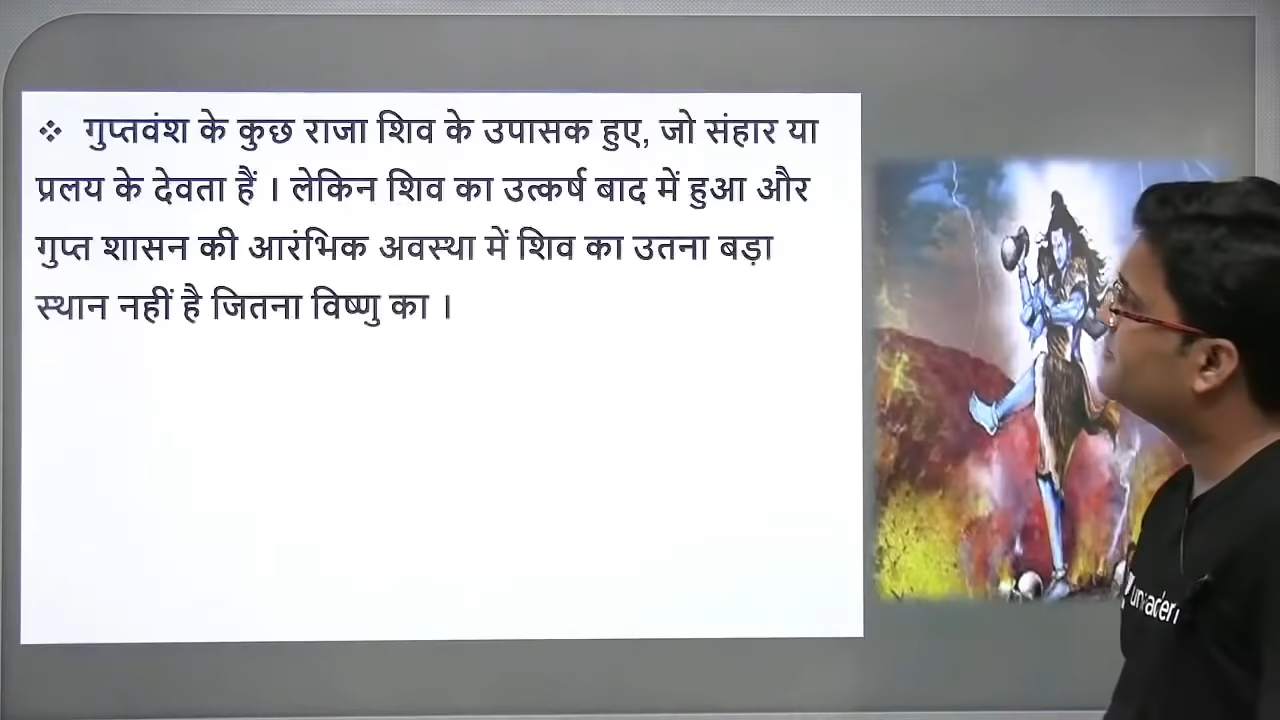 ❖ गुप्तवंश के कुछ राजा शिव के उपासक हुए, जो संहार या
प्रलय के देवता हैं । लेकिन शिव का उत्कर्ष बाद में हुआ और
गुप्त शासन की आरंभिक अवस्था में शिव का उतना बड़ा
स्थान नहीं है जितना विष्णु का ।